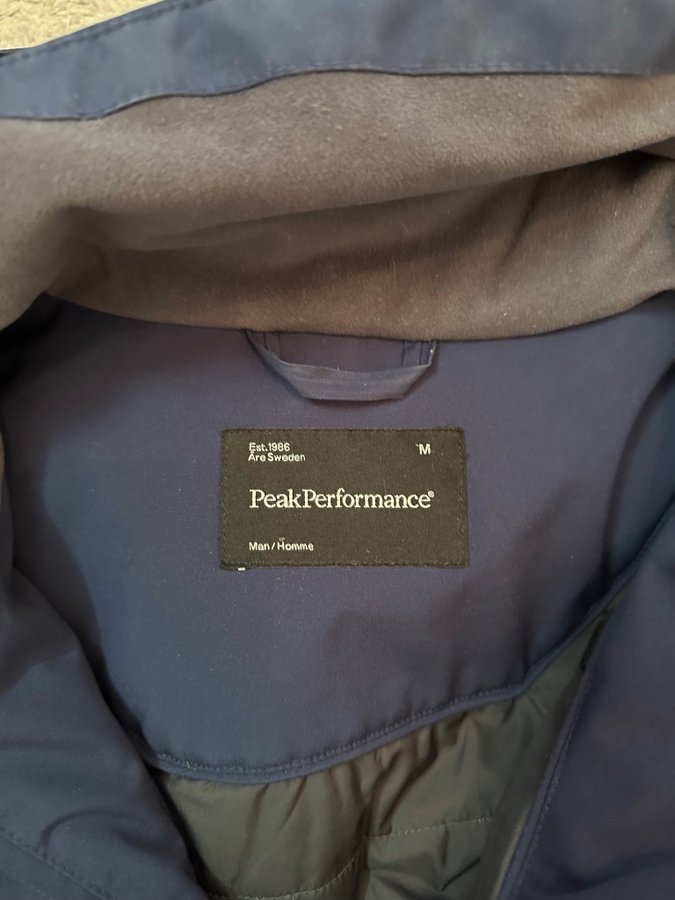 Est.1986
Åre Sweden
M
PeakPerformance®
Man/Homme